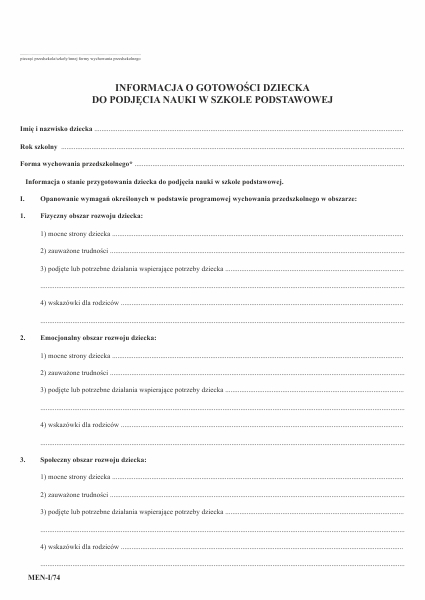 pieczęć przedszkola/szkoły/innej formy wychowania przedszkolnego
INFORMACJA O GOTOWOŚCI DZIECKA
DO PODJĘCIA NAUKI W SZKOLE PODSTAWOWEJ
Imię i nazwisko dziecka
Rok szkolny
Forma wychowania przedszkolnego*
Informacja o stanie przygotowania dziecka do podjęcia nauki w szkole podstawowej.
I. Opanowanie wymagań określonych w podstawie programowej wychowania przedszkolnego w obszarze:
1. Fizyczny obszar rozwoju dziecka:
1) mocne strony dziecka
2) zauważone trudności
3) podjęte lub potrzebne działania wspierające potrzeby dziecka
4) wskazówki dla rodziców
2. Emocjonalny obszar rozwoju dziecka:
1) mocne strony dziecka
2) zauważone trudności
3) podjęte lub potrzebne działania wspierające potrzeby dziecka
4) wskazówki dla rodziców
3. Społeczny obszar rozwoju dziecka:
1) mocne strony dziecka
2) zauważone trudności
3) podjęte lub potrzebne działania wspierające potrzeby dziecka
4) wskazówki dla rodziców
MEN-I/74